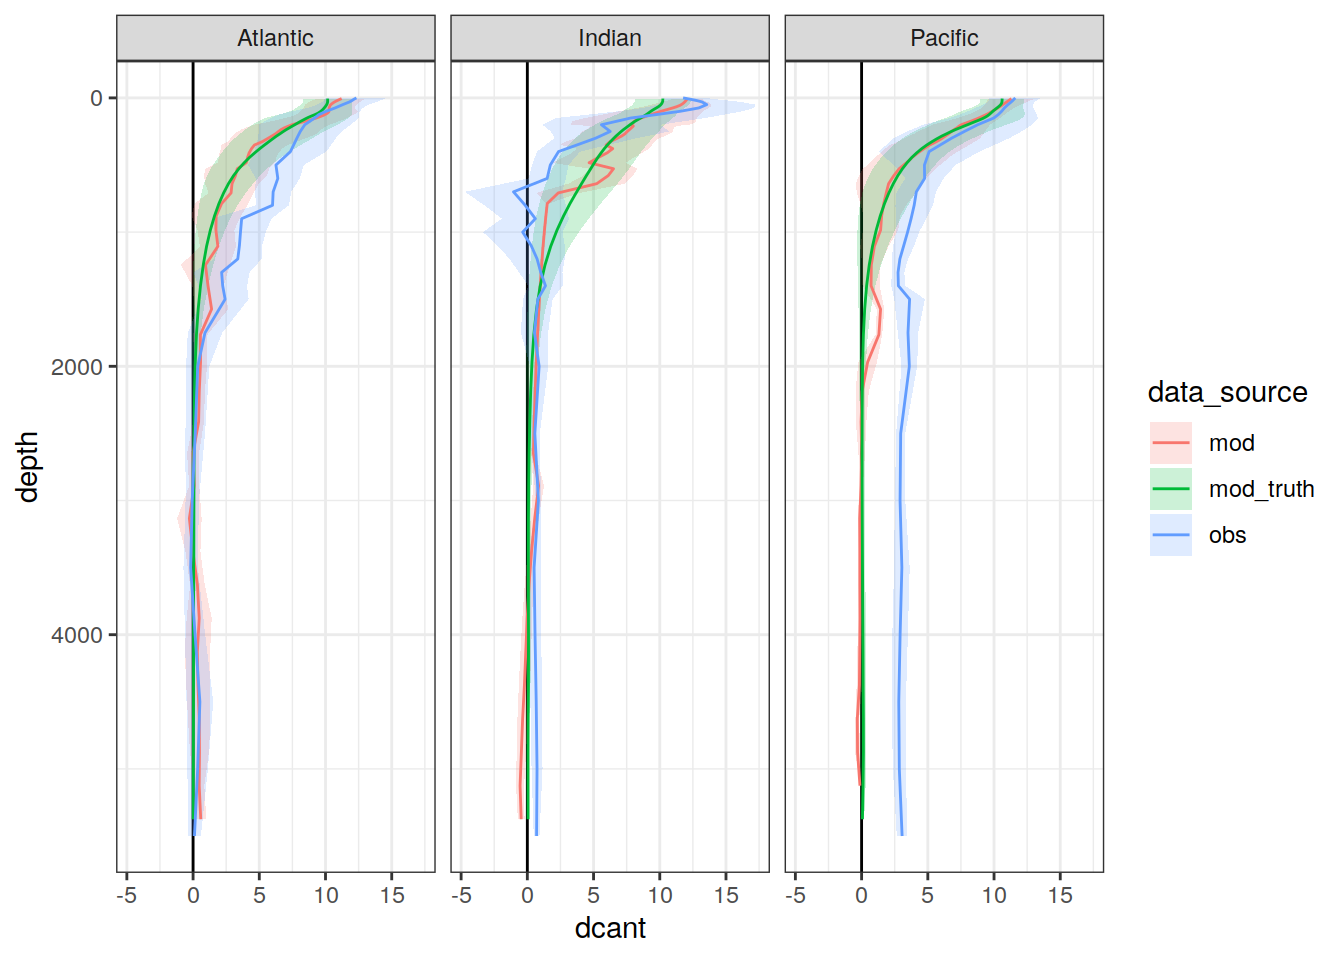 Atlantic Indian Pacific
0
2000
4000
depth
-5 0 5 10 15 -5 0 5 10 15 -5 0 5 10 15
dcant
data_source
mod
mod_truth
obs